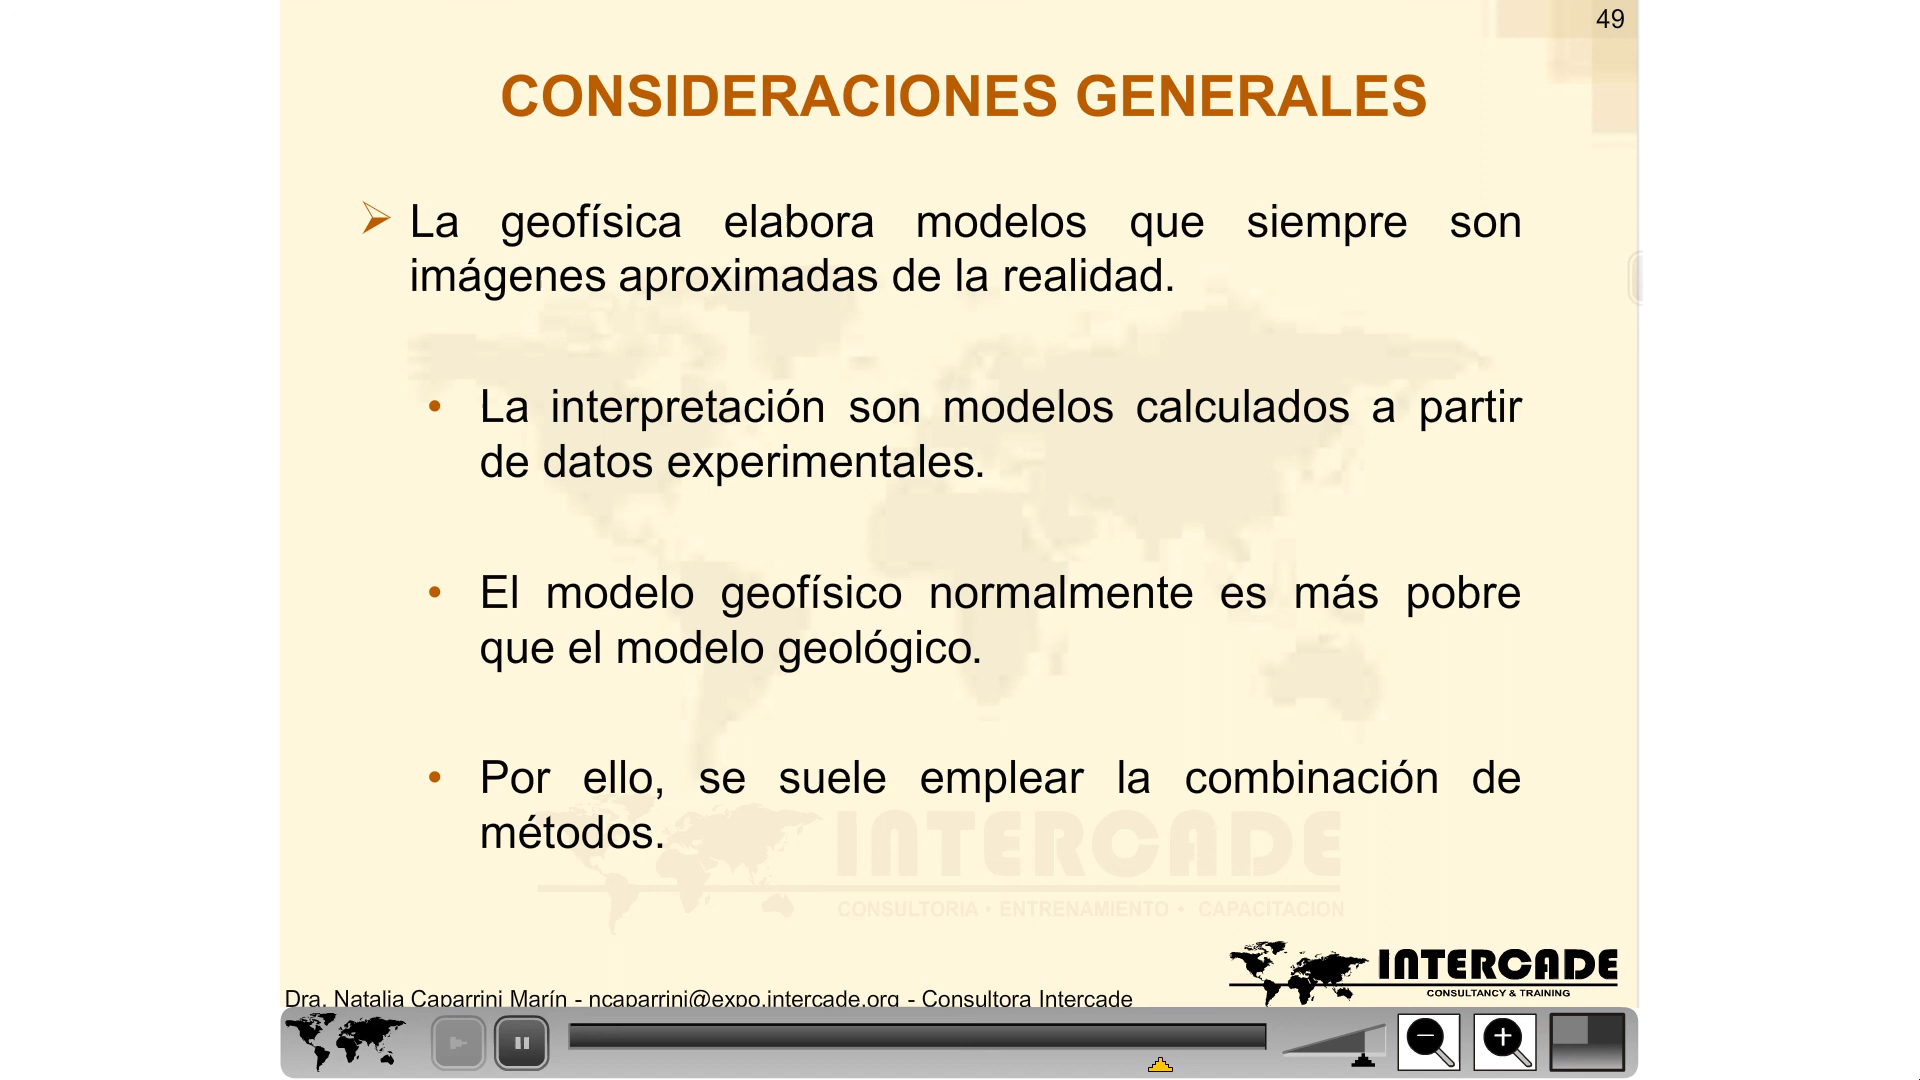 49
CONSIDERACIONES GENERALES
La geofísica elabora modelos que siempre son
imágenes aproximadas de la realidad.
La interpretación son modelos calculados a partir
de datos experimentales.
El modelo geofísico normalmente es más pobre
que el modelo geológico.
Por ello, se suele emplear la combinación de
métodos.
INTERCADE
CONSULTORIA • ENTRENAMIENTO • CAPACITACION
INTERCADE
CONSULTANCY & TRAINING
Dra. Natalia Caparrini Marín - ncaparrini@expo.intercade.org - Consultora Intercade